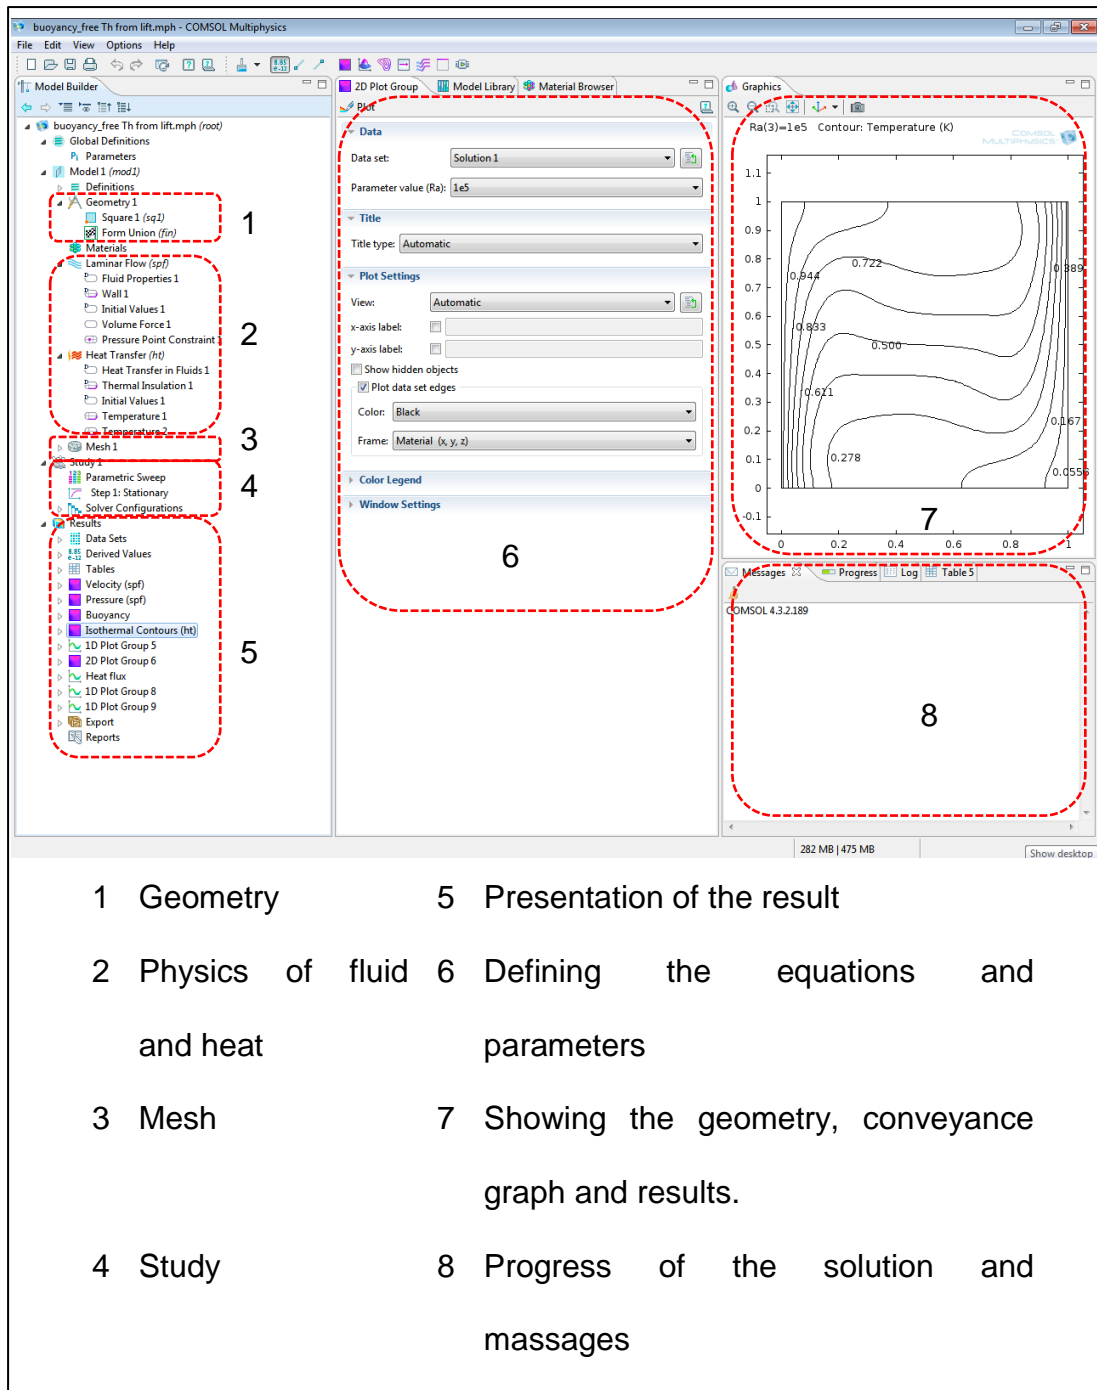 buoyancy_free Th from lift.mph - COMSOL Multiphysics
File Edit View Options Help
Model Builder
buoyancy_free Th from lift.mph (root)
Global Definitions
Pi Parameters
Model 1 (mod1)
Definitions
Geometry 1
Square 1 (sq1)
Form Union (fin)
Materials
Laminar Flow (spf)
Fluid Properties 1
Wall 1
Initial Values 1
Volume Force 1
Pressure Point Constraint
Heat Transfer (ht)
Heat Transfer in Fluids 1
Thermal Insulation 1
Initial Values 1
Temperature 1
Temperature 2
Mesh 1
Study 1
Parametric Sweep
Step 1: Stationary
Solver Configurations
Results
Data Sets
8.85 e-12 Derived Values
Tables
Velocity (spf)
Pressure (spf)
Buoyancy
Isothermal Contours (ht)
1D Plot Group 5
2D Plot Group 6
Heat flux
1D Plot Group 8
1D Plot Group 9
Export
Reports
1
2
3
4
5
2D Plot Group Model Library Material Browser
Plot
Data
Data set: Solution 1
Parameter value (Ra): 1e5
Title
Title type: Automatic
Plot Settings
View: Automatic
x-axis label:
y-axis label:
Show hidden objects
Plot data set edges
Color: Black
Frame: Material (x, y, z)
Color Legend
Window Settings
6
Graphics
Ra(3)=1e5 Contour: Temperature (K)
COMSOL
MULTIPHYSICS
1.1
1
0.9
0.8
0.7
0.6
0.5
0.4
0.3
0.2
0.1
0
-0.1
0 0.2 0.4 0.6 0.8 1
0.944
0.722
0.389
0.833
0.500
0.611
0.167
0.278
0.0556
7
Messages Progress Log Table 5
COMSOL 4.3.2.189
8
282 MB | 475 MB
Show desktop
1 Geometry 5 Presentation of the result
2 Physics of fluid 6 Defining the equations and
and heat parameters
3 Mesh 7 Showing the geometry, conveyance
graph and results.
4 Study 8 Progress of the solution and
massages